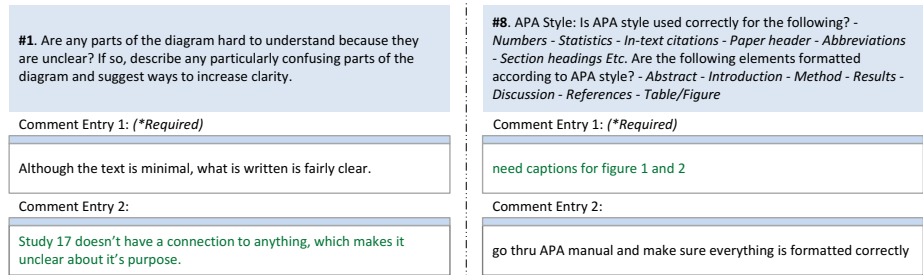 #1. Are any parts of the diagram hard to understand because they
are unclear? If so, describe any particularly confusing parts of the
diagram and suggest ways to increase clarity.
Comment Entry 1: (*Required)
Although the text is minimal, what is written is fairly clear.
Comment Entry 2:
Study 17 doesn't have a connection to anything, which makes it
unclear about it's purpose.
#8. APA Style: Is APA style used correctly for the following? -
Numbers - Statistics - In-text citations - Paper header - Abbreviations
- Section headings Etc. Are the following elements formatted
according to APA style? - Abstract - Introduction - Method - Results -
Discussion - References - Table/Figure
Comment Entry 1: (*Required)
need captions for figure 1 and 2
Comment Entry 2:
go thru APA manual and make sure everything is formatted correctly